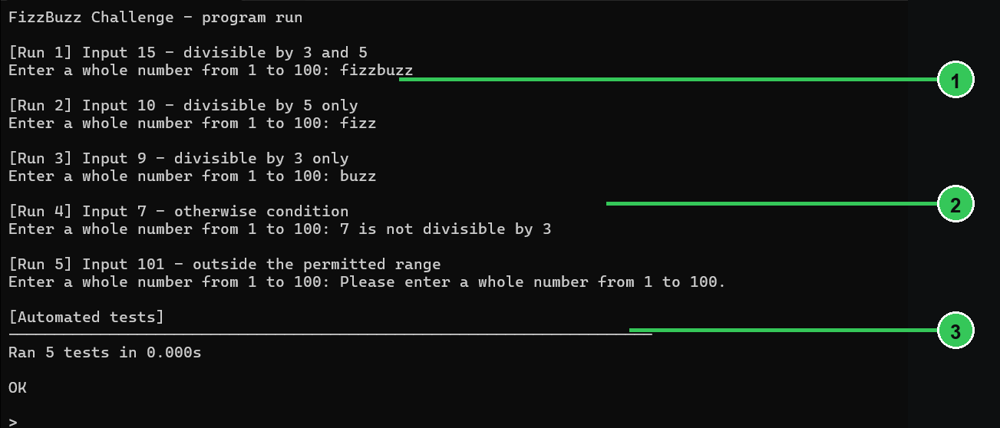 FizzBuzz Challenge – program run
[Run 1] Input 15 – divisible by 3 and 5
Enter a whole number from 1 to 100: fizzbuzz
1
[Run 2] Input 10 – divisible by 5 only
Enter a whole number from 1 to 100: fizz
[Run 3] Input 9 – divisible by 3 only
Enter a whole number from 1 to 100: buzz
2
[Run 4] Input 7 – otherwise condition
Enter a whole number from 1 to 100: 7 is not divisible by 3
[Run 5] Input 101 – outside the permitted range
Enter a whole number from 1 to 100: Please enter a whole number from 1 to 100.
[Automated tests]
3
Ran 5 tests in 0.000s
OK
>